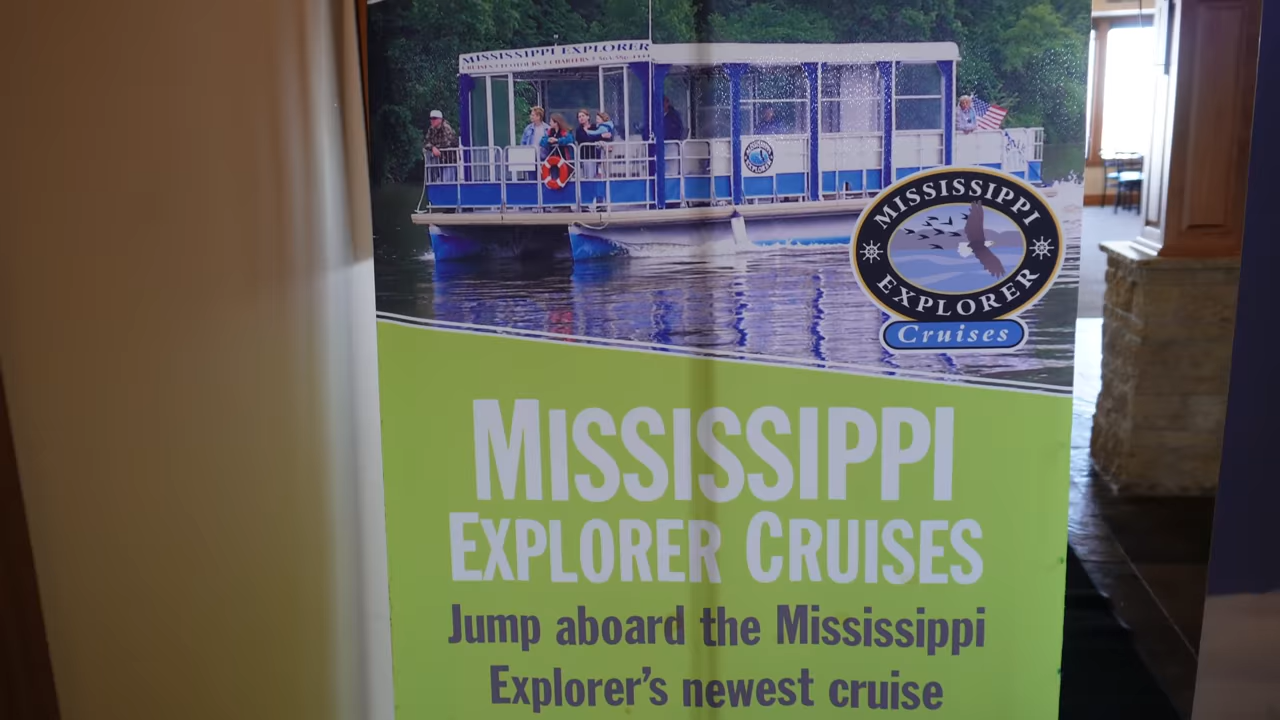 MISSISSIPPI EXPLORER
MISSISSIPPI
EXPLORER
Cruises
MISSISSIPPI
EXPLORER CRUISES
Jump aboard the Mississippi
Explorer's newest cruise